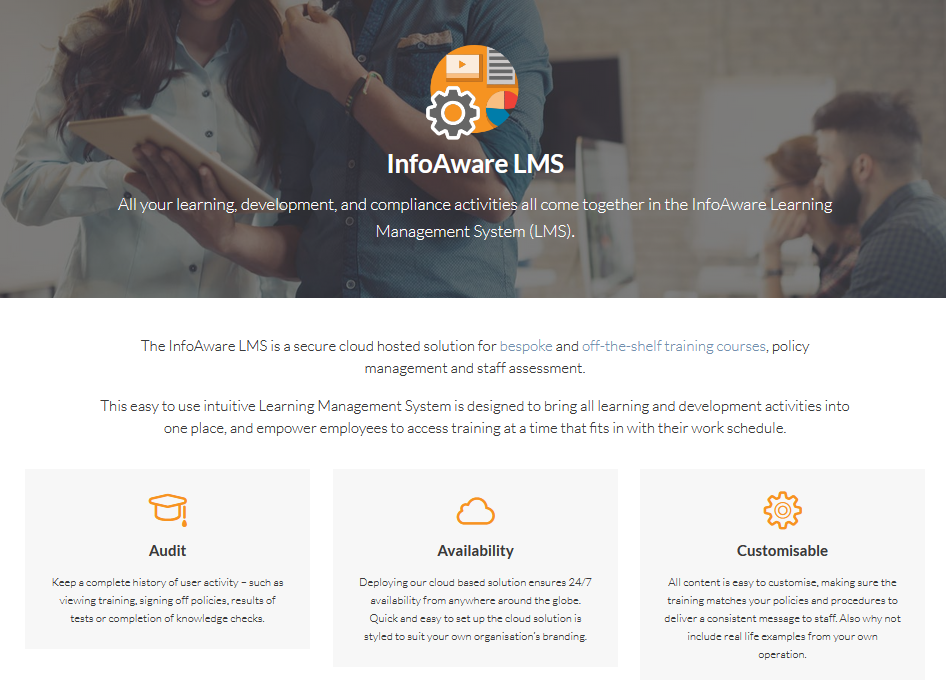 InfoAware LMS
All your learning, development, and compliance activities all come together in the InfoAware Learning
Management System (LMS).
The InfoAware LMS is a secure cloud hosted solution for bespoke and off-the-shelf training courses, policy
management and staff assessment.
This easy to use intuitive Learning Management System is designed to bring all learning and development activities into
one place, and empower employees to access training at a time that fits in with their work schedule.
Audit
Keep a complete history of user activity – such as
viewing training, signing off policies, results of
tests or completion of knowledge checks.
Availability
Deploying our cloud based solution ensures 24/7
availability from anywhere around the globe.
Quick and easy to set up the cloud solution is
styled to suit your own organisation's branding.
Customisable
All content is easy to customise, making sure the
training matches your policies and procedures to
deliver a consistent message to staff. Also why not
include real life examples from your own
operation.